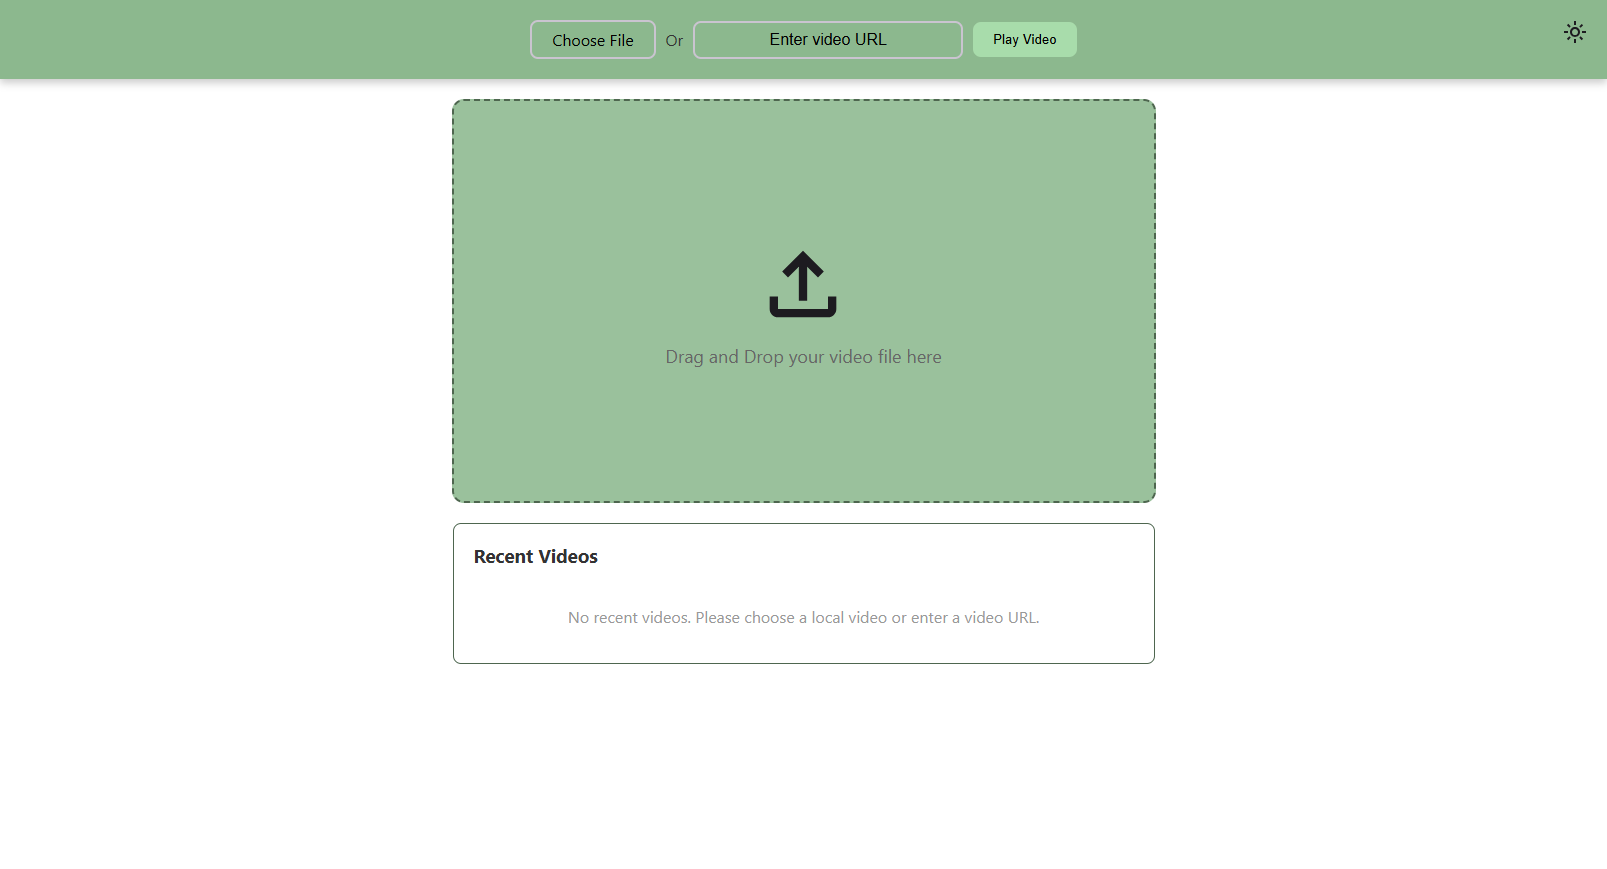 Choose File Or Enter video URL Play Video
Drag and Drop your video file here
Recent Videos
No recent videos. Please choose a local video or enter a video URL.